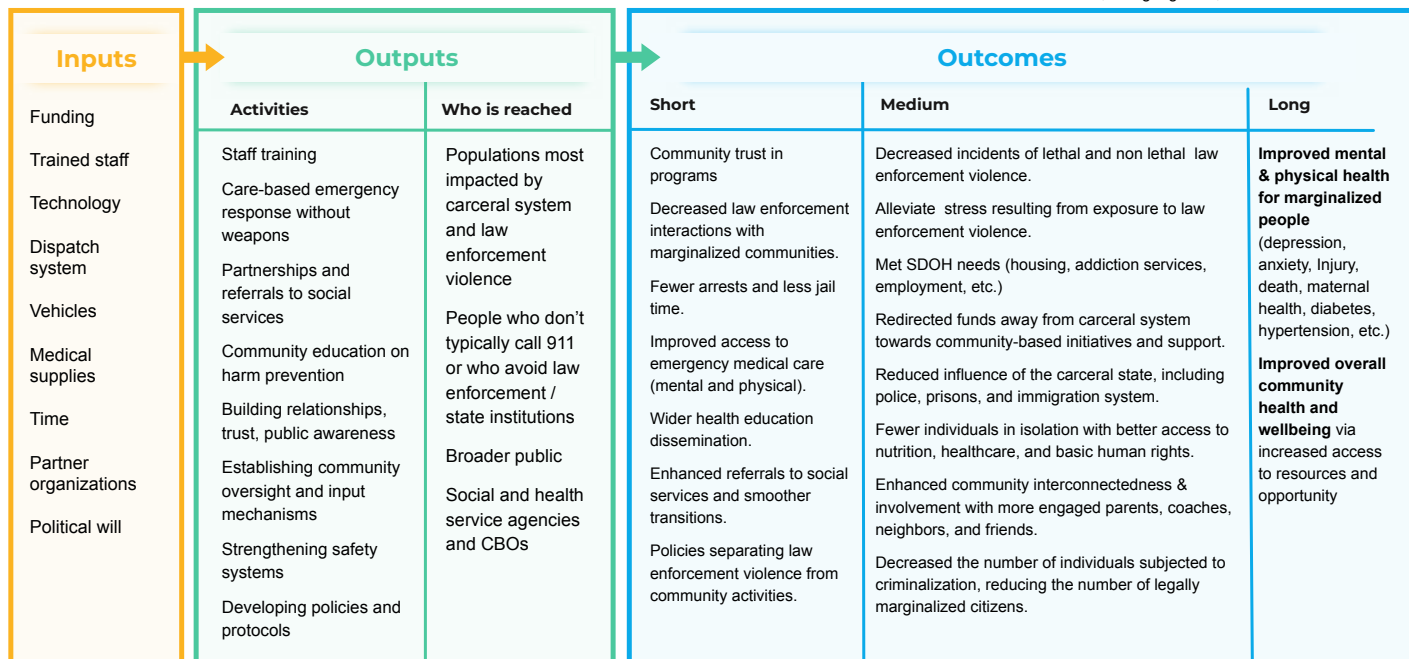 Inputs
Funding
Trained staff
Technology
Dispatch
system
Vehicles
Medical
supplies
Time
Partner
organizations
Political will
Outputs
Activities
Staff training
Care-based emergency
response without
weapons
Partnerships and
referrals to social
services
Community education on
harm prevention
Building relationships,
trust, public awareness
Establishing community
oversight and input
mechanisms
Strengthening safety
systems
Developing policies and
protocols
Who is reached
Populations most
impacted by
carceral system
and law
enforcement
violence
People who don’t
typically call 911
or who avoid law
enforcement /
state institutions
Broader public
Social and health
service agencies
and CBOs
Outcomes
Short
Community trust in
programs
Decreased law enforcement
interactions with
marginalized communities.
Fewer arrests and less jail
time.
Improved access to
emergency medical care
(mental and physical).
Wider health education
dissemination.
Enhanced referrals to social
services and smoother
transitions.
Policies separating law
enforcement violence from
community activities.
Medium
Decreased incidents of lethal and non lethal law
enforcement violence.
Alleviate stress resulting from exposure to law
enforcement violence.
Met SDOH needs (housing, addiction services,
employment, etc.)
Redirected funds away from carceral system
towards community-based initiatives and support.
Reduced influence of the carceral state, including
police, prisons, and immigration system.
Fewer individuals in isolation with better access to
nutrition, healthcare, and basic human rights.
Enhanced community interconnectedness &
involvement with more engaged parents, coaches,
neighbors, and friends.
Decreased the number of individuals subjected to
criminalization, reducing the number of legally
marginalized citizens.
Long
Improved mental
& physical health
for marginalized
people
(depression,
anxiety, Injury,
death, maternal
health, diabetes,
hypertension, etc.)
Improved overall
community
health and
wellbeing via
increased access
to resources and
opportunity